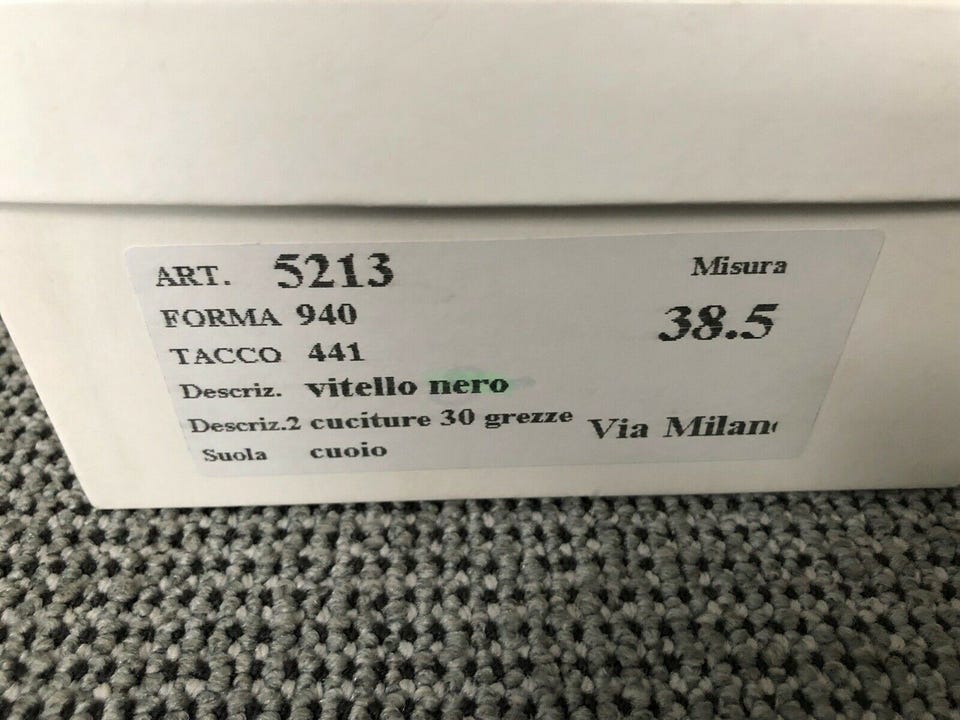 ART. 5213
Misura
FORMA 940
38.5
TACCO 441
Descriz. vitello nero
Descriz.2 cuciture 30 grezze
Via
Suola cuoio